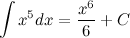 ∫ x⁵dx = x⁶/6 + C